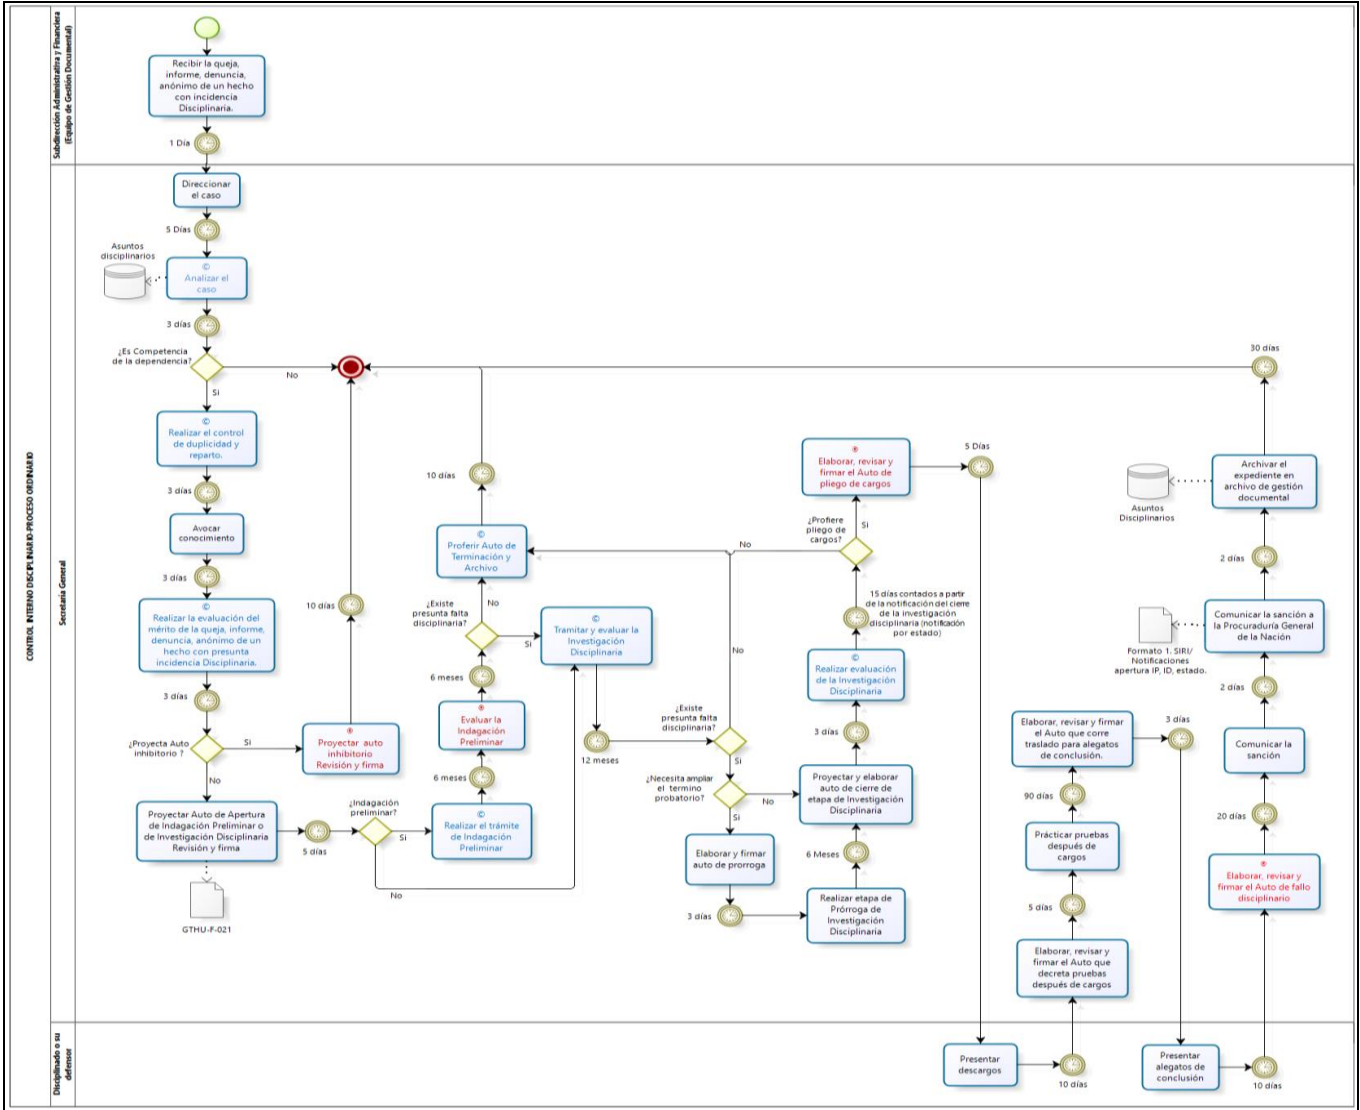 CONTROL INTERNO DISCIPLINARIO-PROCESO ORDINARIO
Subdirección Administrativa y Financiera
(Equipo de Gestión Documental)
Recibir la queja,
informe, denuncia,
anónimo de un hecho
con incidencia
Disciplinaria.
1 Día
Secretaría General
Direccionar
el caso
5 Días
Asuntos
disciplinarios
©
Analizar el
caso
3 días
¿Es Competencia
de la dependencia?
No
Si
©
Realizar el control
de duplicidad y
reparto.
3 días
Avocar
conocimiento
3 días
©
Realizar la evaluación del
mérito de la queja, informe,
denuncia, anónimo de un
hecho con presunta
incidencia Disciplinaria.
3 días
¿Proyecta Auto
inhibitorio ?
Si
No
®
Proyectar auto
inhibitorio
Revisión y firma
10 días
Proyectar Auto de Apertura
de Indagación Preliminar o
de Investigación Disciplinaria
Revisión y firma
GTHU-F-021
5 días
¿Indagación
preliminar?
Si
No
©
Realizar el trámite
de Indagación
Preliminar
6 meses
®
Evaluar la
Indagación
Preliminar
6 meses
¿Existe
presunta falta
disciplinaria?
No
Si
©
Proferir Auto de
Terminación y
Archivo
10 días
©
Tramitar y evaluar la
Investigación
Disciplinaria
12 meses
¿Existe
presunta falta
disciplinaria?
No
Si
¿Necesita ampliar
el termino
probatorio?
No
Si
Elaborar y firmar
auto de prorroga
3 días
Realizar etapa de
Prórroga de
Investigación
Disciplinaria
6 Meses
Proyectar y elaborar
auto de cierre de
etapa de Investigación
Disciplinaria
3 días
©
Realizar evaluación
de la Investigación
Disciplinaria
15 días contados a partir
de la notificación del cierre
de la investigación
disciplinaria (notificación
por estado)
¿Profiere
pliego de
cargos?
No
Si
®
Elaborar, revisar y
firmar el Auto de
pliego de cargos
5 Días
Disciplinado o su
defensor
Presentar
descargos
10 días
Elaborar, revisar y
firmar el Auto que
decreta pruebas
después de cargos
5 días
Prácticar pruebas
después de
cargos
90 días
Elaborar, revisar y firmar
el Auto que corre
traslado para alegatos
de conclusión.
3 días
Presentar
alegatos de
conclusión
10 días
®
Elaborar, revisar y
firmar el Auto de fallo
disciplinario
20 días
Comunicar la
sanción
2 días
Comunicar la sanción a
la Procuraduría General
de la Nación
Formato 1. SIRI/
Notificaciones
apertura IP, ID, estado.
2 días
Archivar el
expediente en
archivo de gestión
documental
Asuntos
Disciplinarios
30 días